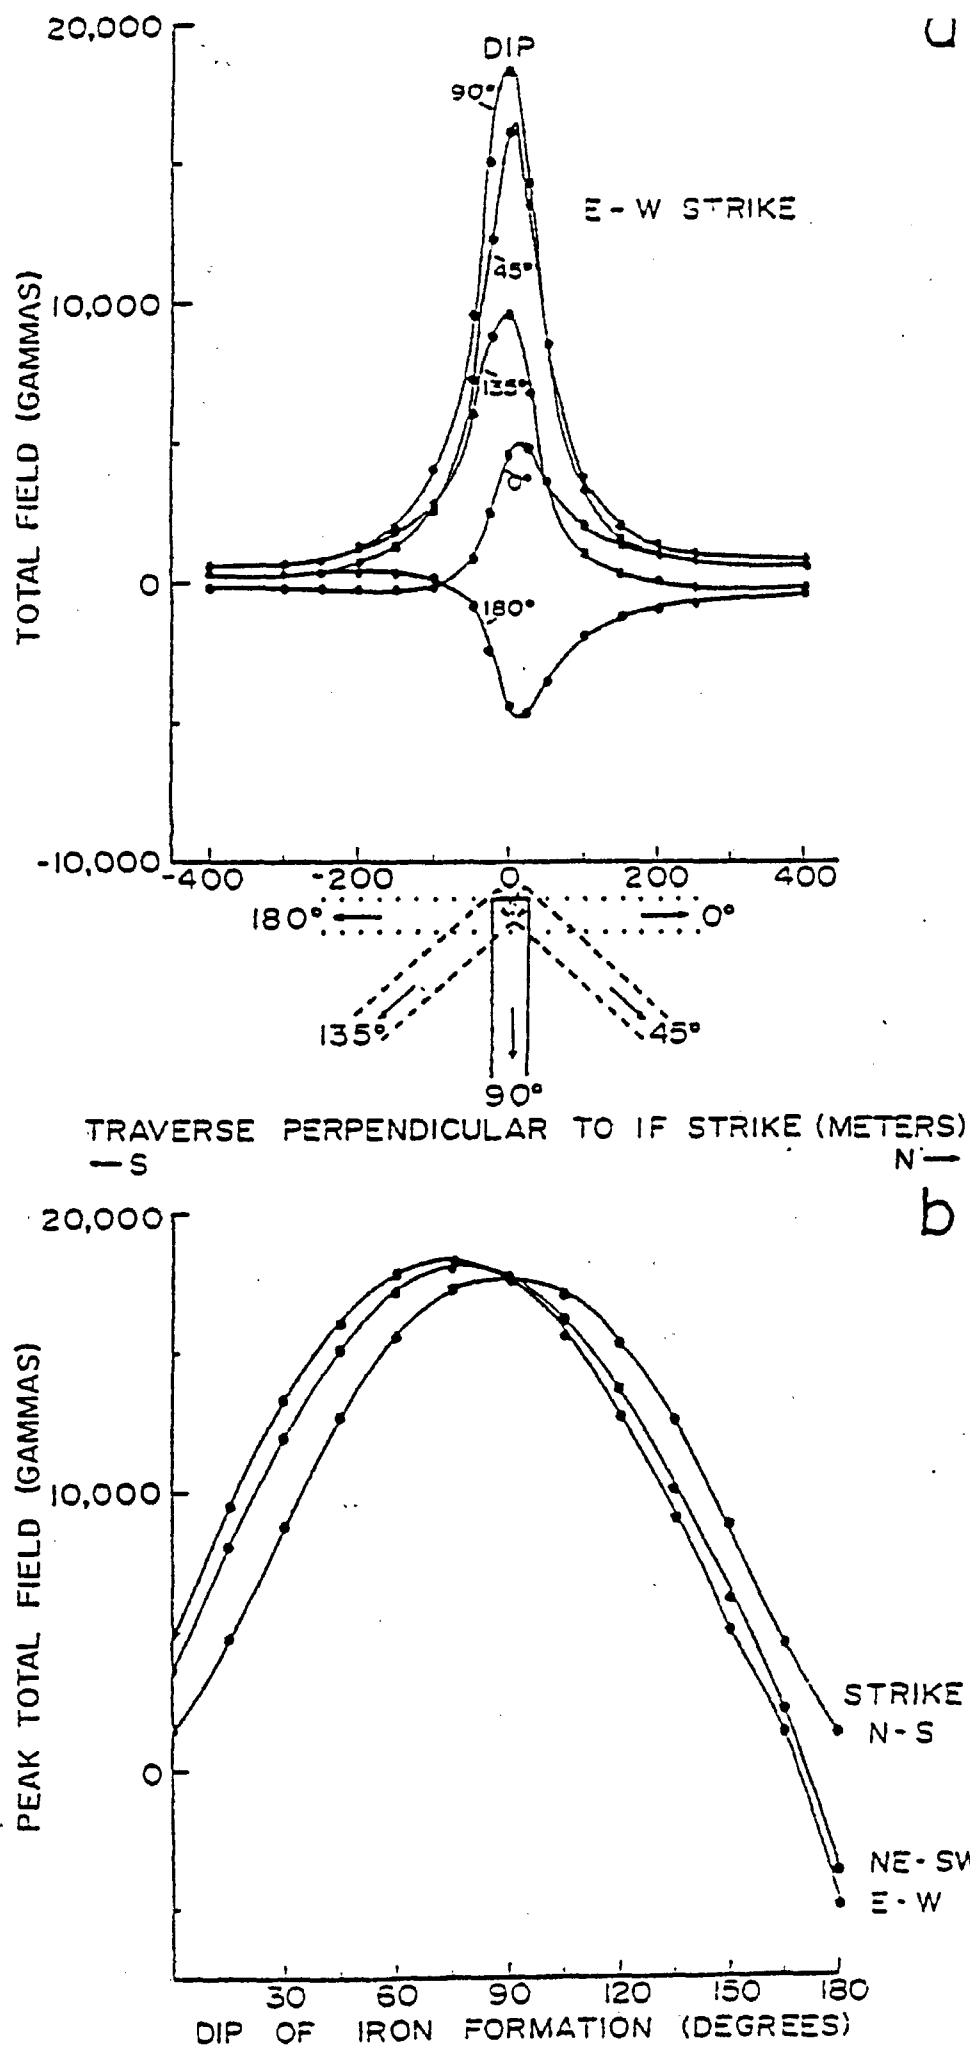 a
20,000
DIP
90°
E-W STRIKE
45°
10,000
135°
0°
0
180°
-10,000
-400 -200 0 200 400
180° 0°
135° 45°
90°
TOTAL FIELD (GAMMAS)
TRAVERSE PERPENDICULAR TO IF STRIKE (METERS)
←S N→
b
20,000
10,000
0
PEAK TOTAL FIELD (GAMMAS)
STRIKE
N-S
NE-SW
E-W
30 60 90 120 150 180
DIP OF IRON FORMATION (DEGREES)